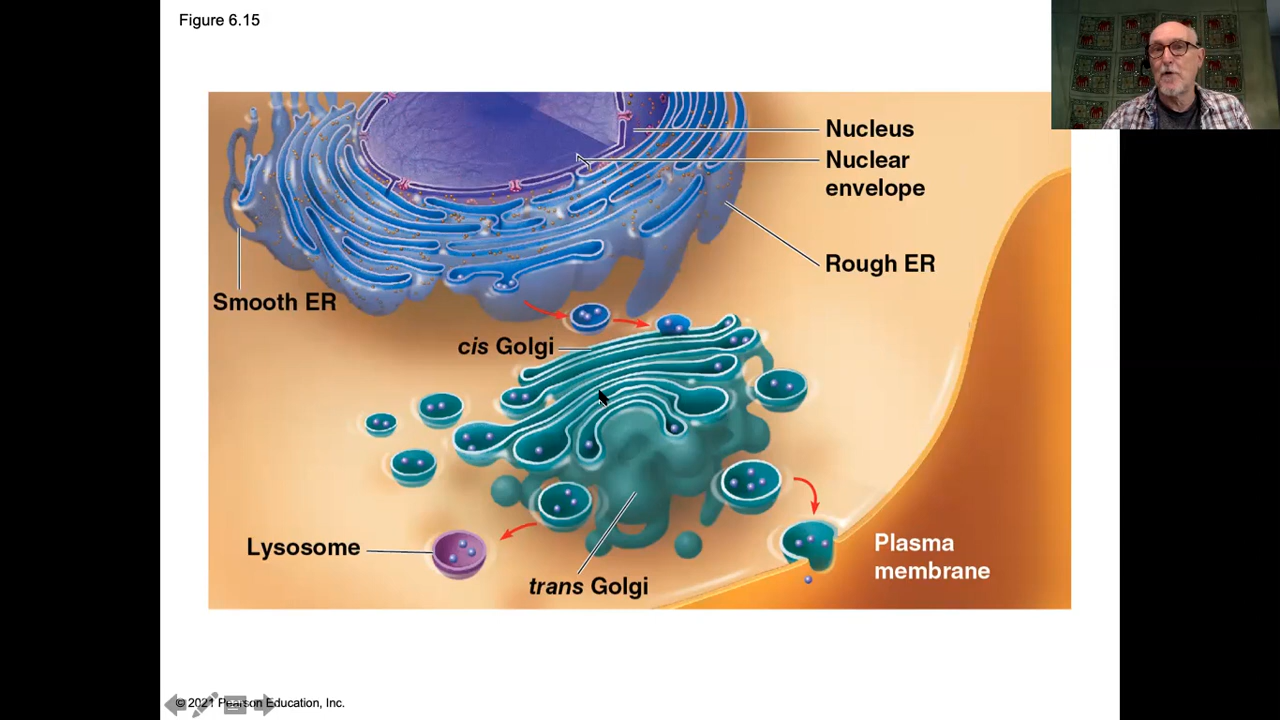 Figure 6.15
Nucleus
Nuclear
envelope
Rough ER
Smooth ER
cis Golgi
Lysosome
trans Golgi
Plasma
membrane
© 2021 Pearson Education, Inc.